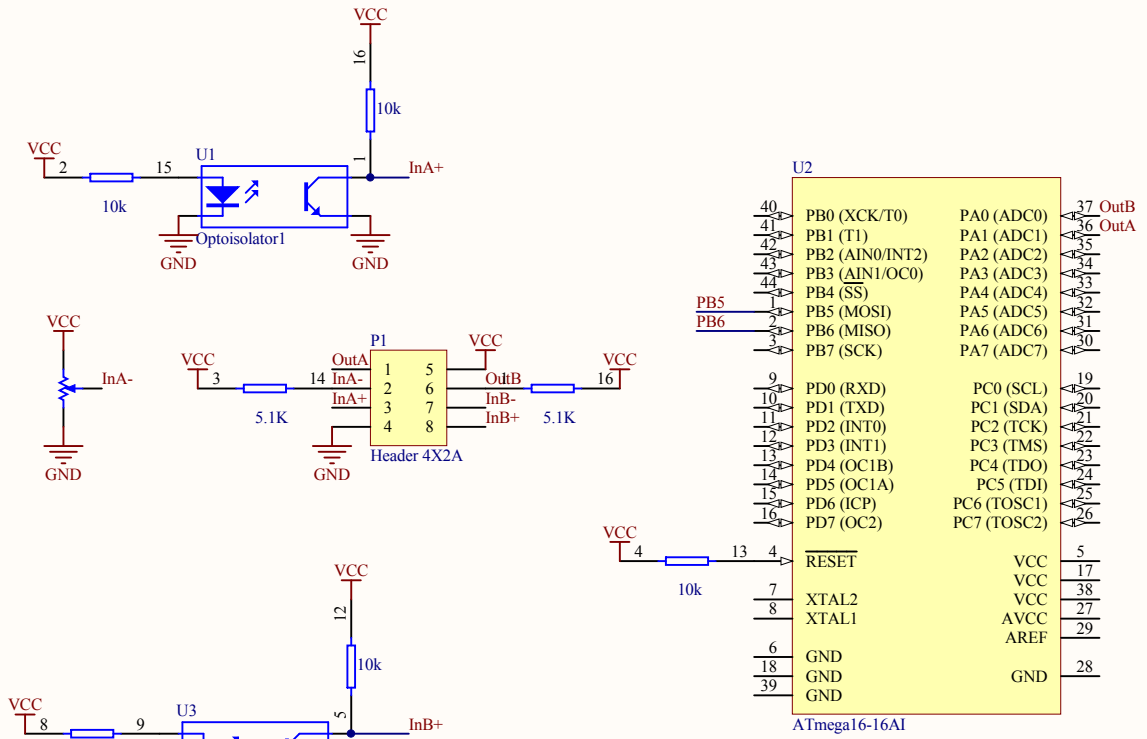 VCC
16
10k
1
InA+
VCC
2
15
U1
10k
Optoisolator1
GND
GND
VCC
InA-
GND
VCC
3
14
5.1K
P1
OutA
InA-
InA+
1 5
2 6
3 7
4 8
VCC
OutB
1
InB-
InB+
16
VCC
5.1K
GND
Header 4X2A
U2
40 PB0 (XCK/T0) PA0 (ADC0) 37 OutB
41 PB1 (T1) PA1 (ADC1) 36 OutA
42 PB2 (AIN0/INT2) PA2 (ADC2) 35
43 PB3 (AIN1/OC0) PA3 (ADC3) 34
44 PB4 (SS) PA4 (ADC4) 33
PB5 1 PB5 (MOSI) PA5 (ADC5) 32
PB6 2 PB6 (MISO) PA6 (ADC6) 31
3 PB7 (SCK) PA7 (ADC7) 30
9 PD0 (RXD) PC0 (SCL) 19
10 PD1 (TXD) PC1 (SDA) 20
11 PD2 (INT0) PC2 (TCK) 21
12 PD3 (INT1) PC3 (TMS) 22
13 PD4 (OC1B) PC4 (TDO) 23
14 PD5 (OC1A) PC5 (TDI) 24
15 PD6 (ICP) PC6 (TOSC1) 25
16 PD7 (OC2) PC7 (TOSC2) 26
VCC
4 13 4 RESET VCC 5
10k
VCC 17
7 XTAL2 VCC 38
8 XTAL1 AVCC 27
AREF 29
6 GND
18 GND GND 28
39 GND
ATmega16-16AI
VCC
12
10k
5
InB+
VCC
8
9
U3